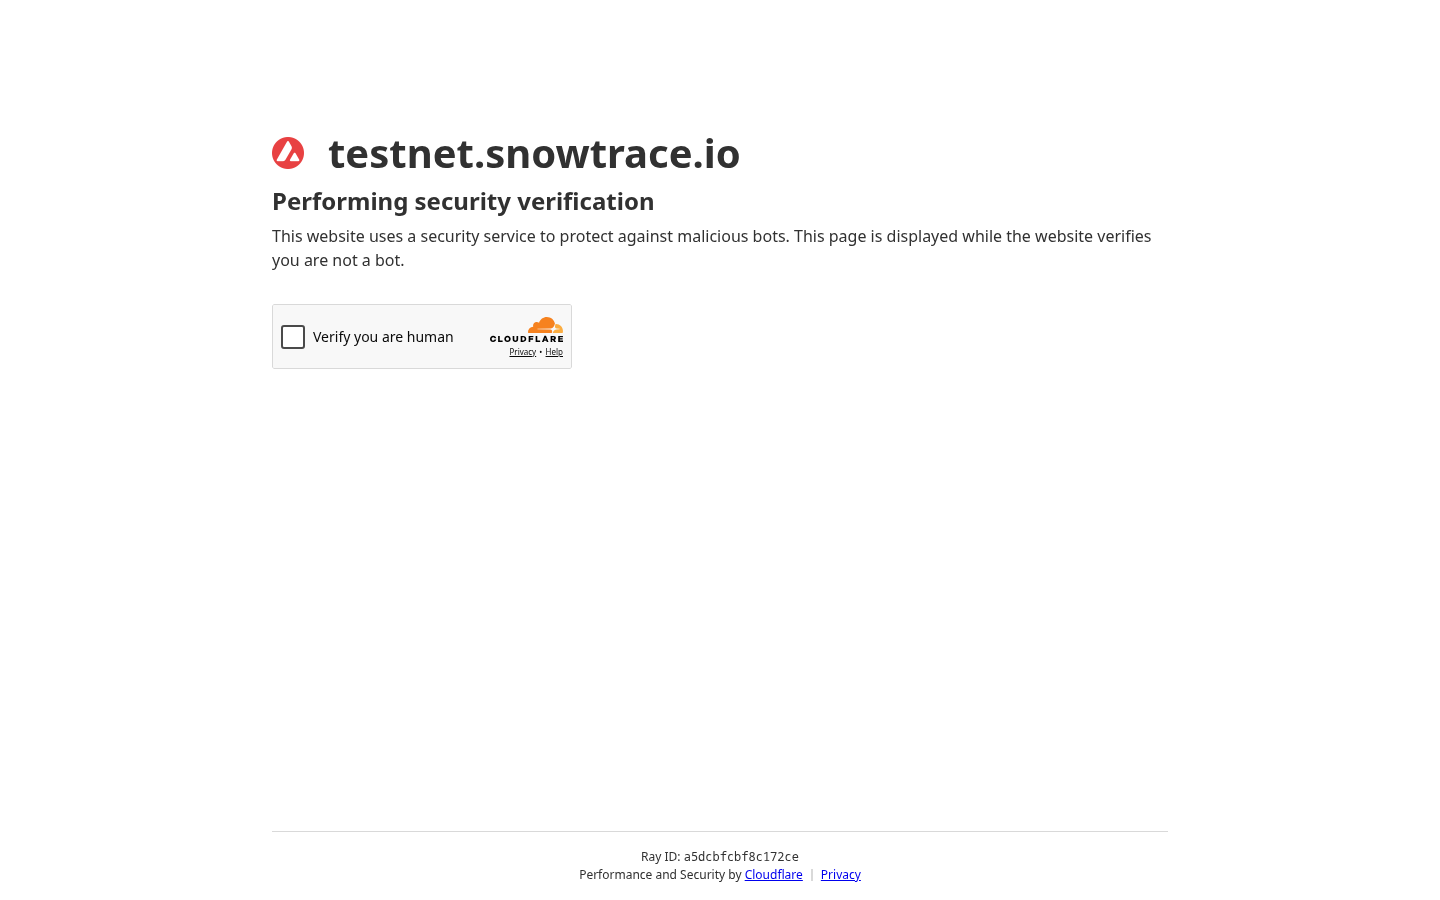 testnet.snowtrace.io
Performing security verification
This website uses a security service to protect against malicious bots. This page is displayed while the website verifies
you are not a bot.
Verify you are human
CLOUDFLARE
Privacy • Help
Ray ID: a5dcbfcbf8c172ce
Performance and Security by Cloudflare | Privacy